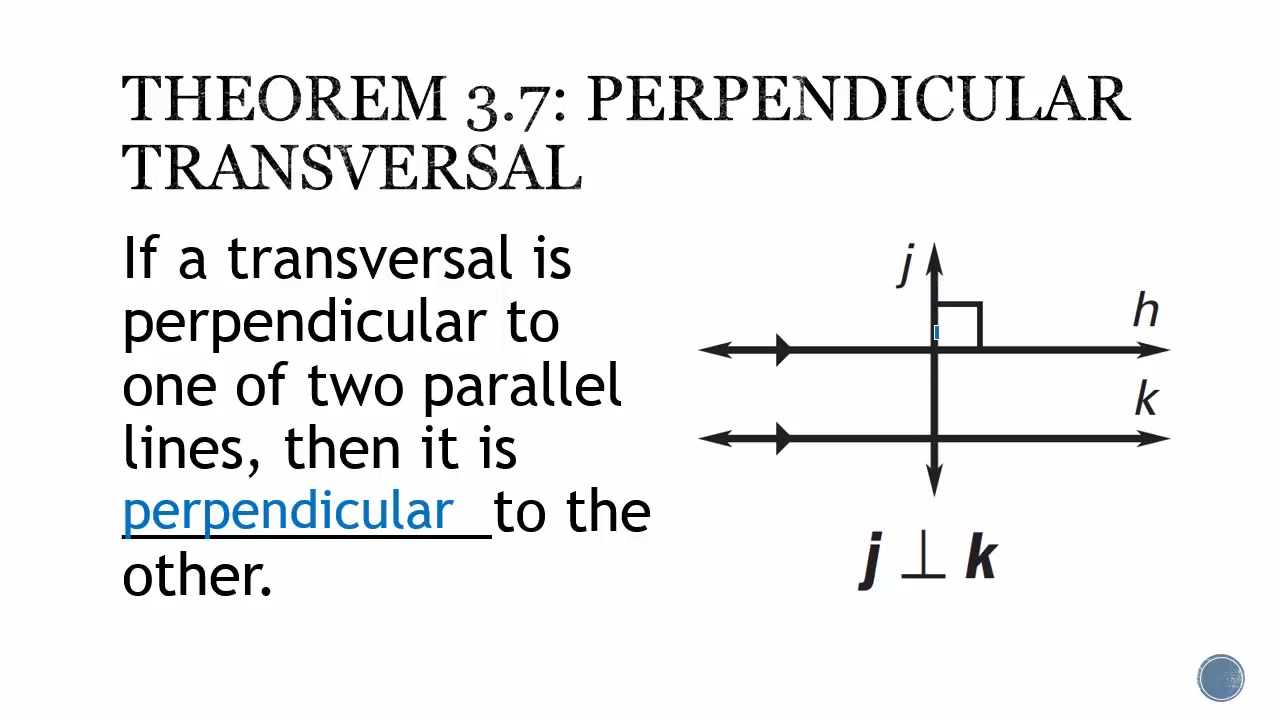 THEOREM 3.7: PERPENDICULAR
TRANSVERSAL
If a transversal is
perpendicular to
one of two parallel
lines, then it is
perpendicular to the
other.
j
h
k
j ⊥ k